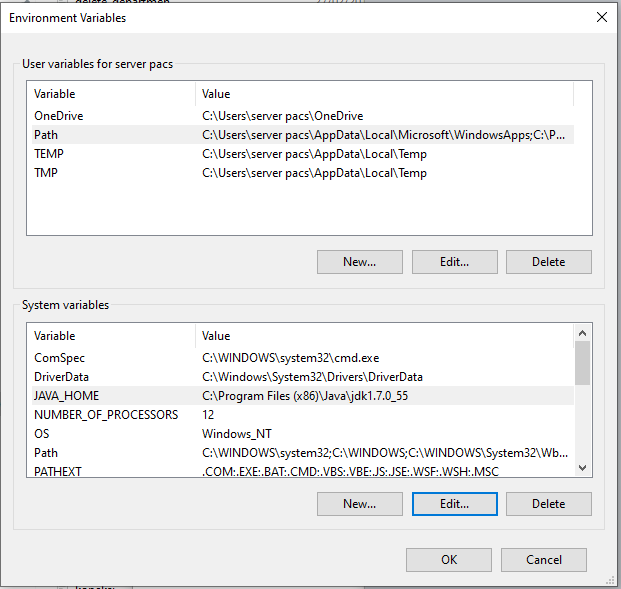 Environment Variables
User variables for server pacs
Variable Value
OneDrive C:\Users\server pacs\OneDrive
Path C:\Users\server pacs\AppData\Local\Microsoft\WindowsApps;C:\P...
TEMP C:\Users\server pacs\AppData\Local\Temp
TMP C:\Users\server pacs\AppData\Local\Temp
New... Edit... Delete
System variables
Variable Value
ComSpec C:\WINDOWS\system32\cmd.exe
DriverData C:\Windows\System32\Drivers\DriverData
JAVA_HOME C:\Program Files (x86)\Java\jdk1.7.0_55
NUMBER_OF_PROCESSORS 12
OS Windows_NT
Path C:\WINDOWS\system32;C:\WINDOWS;C:\WINDOWS\System32\Wb...
PATHEXT .COM;.EXE;.BAT;.CMD;.VBS;.VBE;.JS;.JSE;.WSF;.WSH;.MSC
New... Edit... Delete
OK Cancel